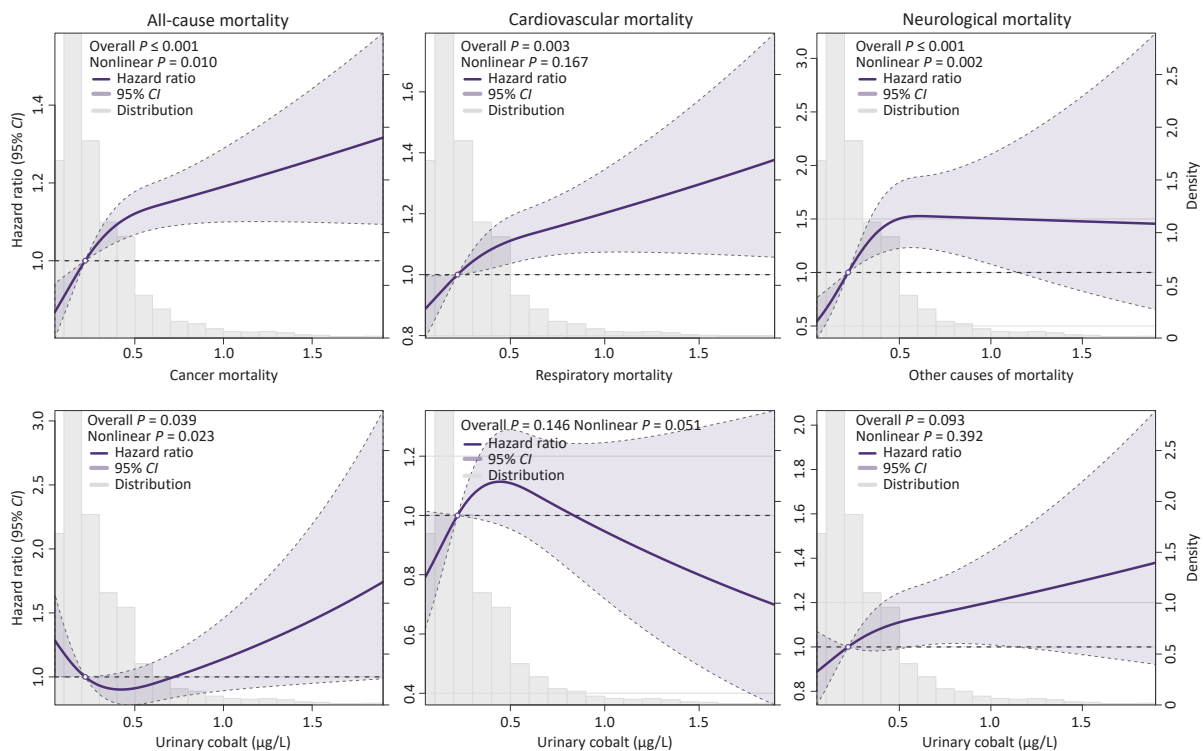 All-cause mortality
Overall P ≤ 0.001
Nonlinear P = 0.010
Hazard ratio
95% CI
Distribution
Hazard ratio (95% CI)
1.4
1.2
1.0
0.5
1.0
1.5
Cardiovascular mortality
Overall P = 0.003
Nonlinear P = 0.167
Hazard ratio
95% CI
Distribution
1.6
1.4
1.2
1.0
0.8
0.5
1.0
1.5
Neurological mortality
Overall P ≤ 0.001
Nonlinear P = 0.002
Hazard ratio
95% CI
Distribution
3.0
2.5
2.0
1.5
1.0
0.5
2.5
2.0
1.5
1.0
0.5
0
Density
0.5
1.0
1.5
Cancer mortality
Overall P = 0.039
Nonlinear P = 0.023
Hazard ratio
95% CI
Distribution
Hazard ratio (95% CI)
3.0
2.5
2.0
1.5
1.0
0.5
1.0
1.5
Urinary cobalt (μg/L)
Respiratory mortality
Overall P = 0.146 Nonlinear P = 0.051
Hazard ratio
95% CI
Distribution
1.2
1.0
0.8
0.6
0.4
0.5
1.0
1.5
Urinary cobalt (μg/L)
Other causes of mortality
Overall P = 0.093
Nonlinear P = 0.392
Hazard ratio
95% CI
Distribution
2.0
1.8
1.6
1.4
1.2
1.0
0.8
2.5
2.0
1.5
1.0
0.5
0
Density
0.5
1.0
1.5
Urinary cobalt (μg/L)